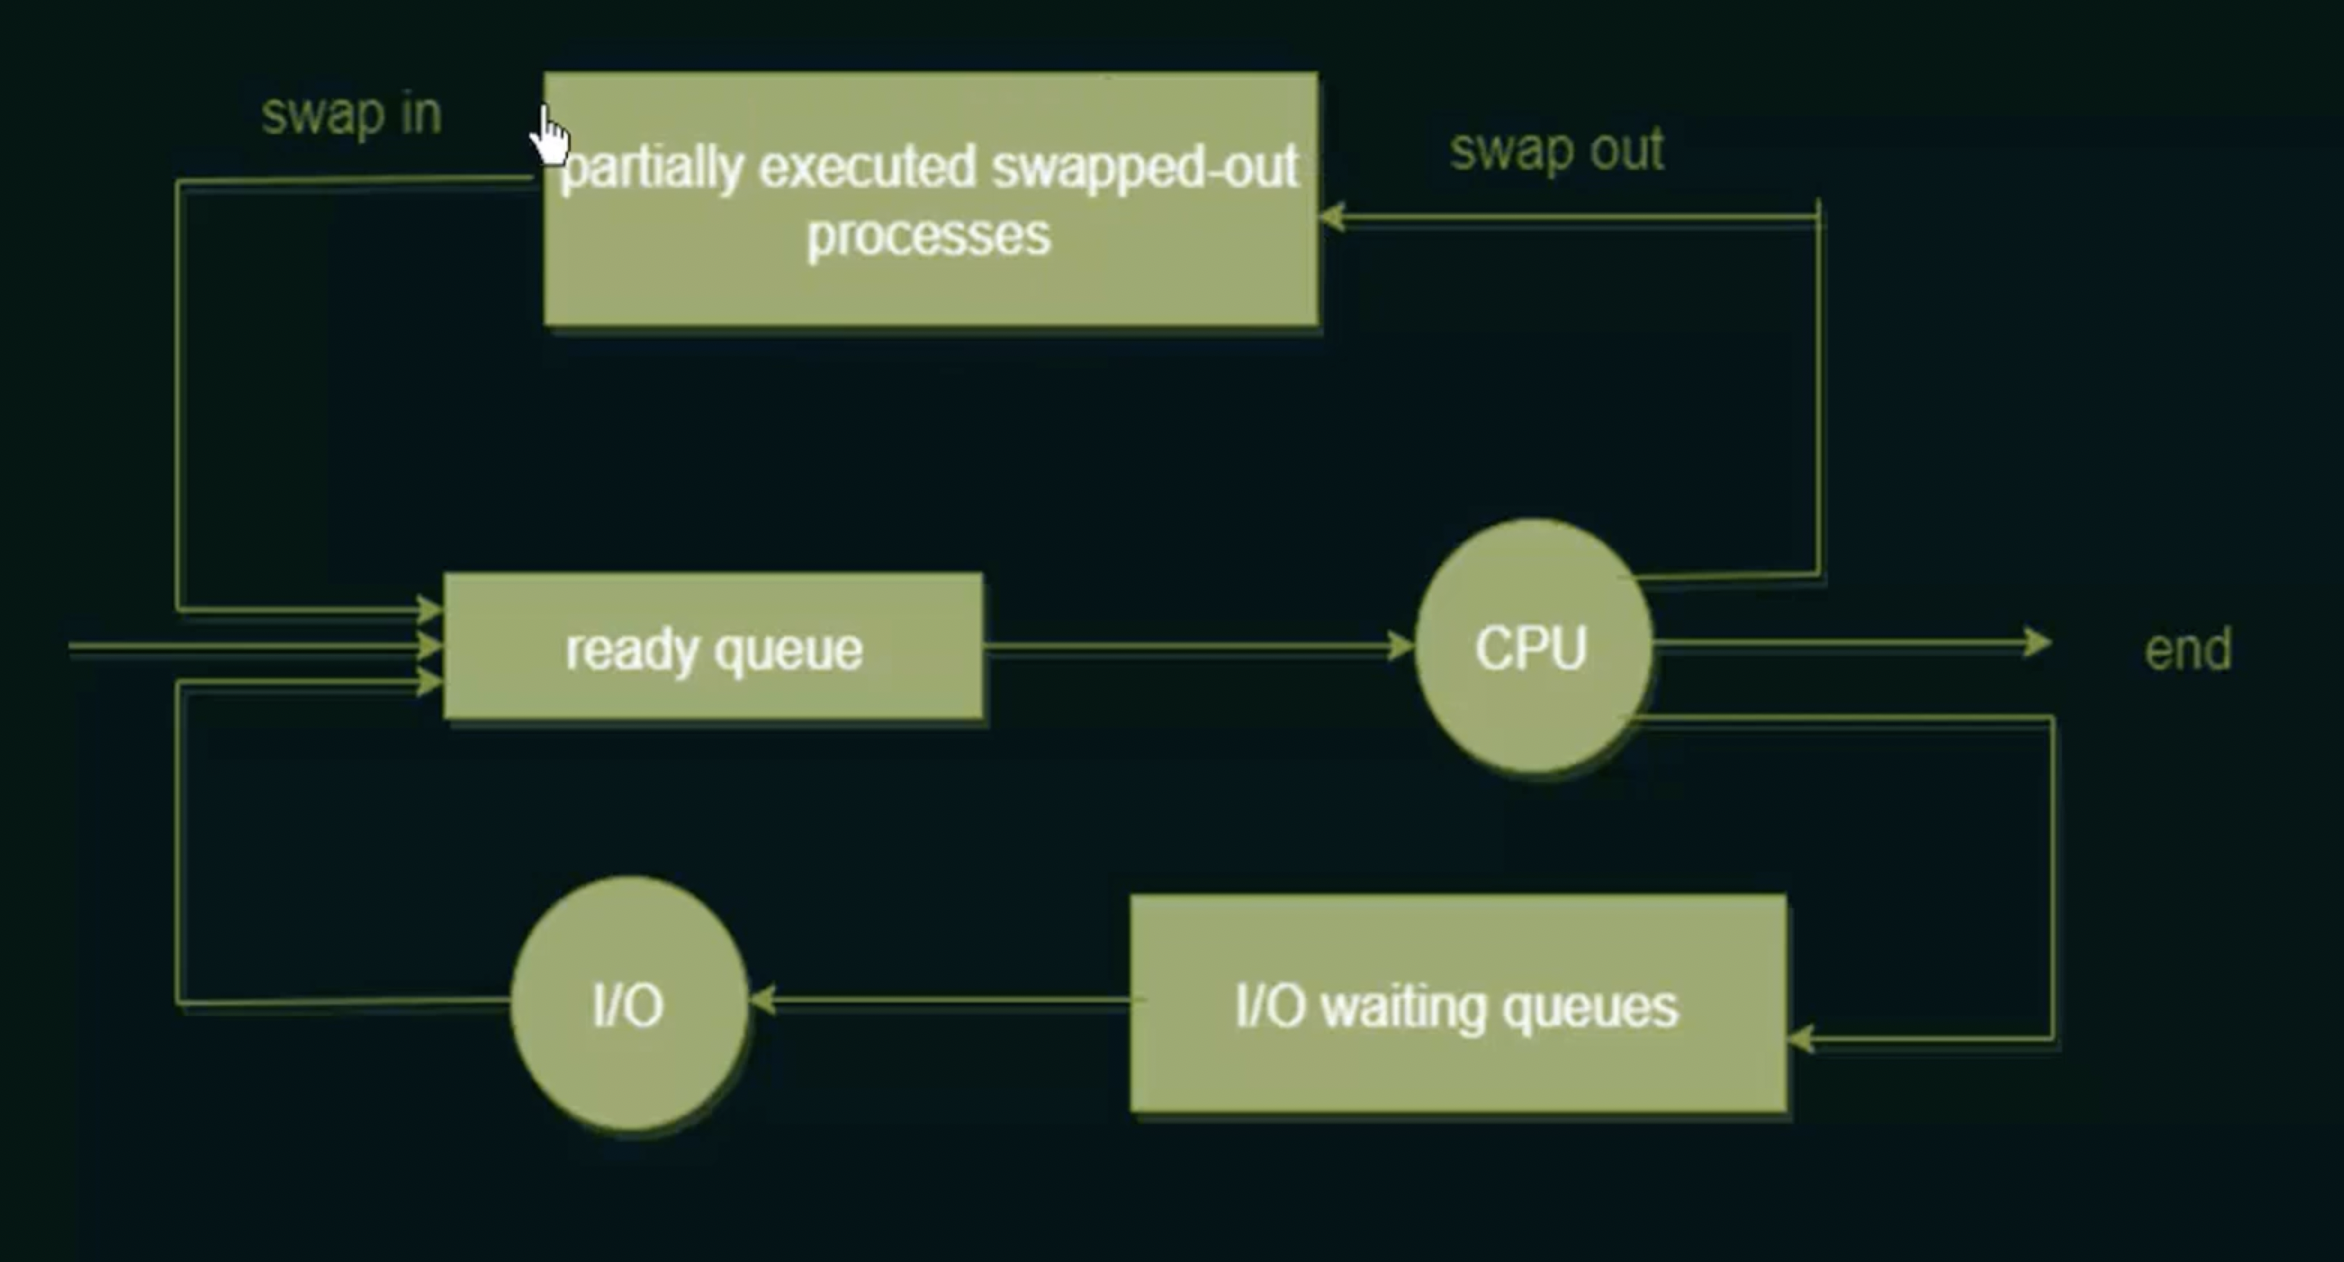 swap in
partially executed swapped-out
processes
swap out
ready queue
CPU
end
I/O
I/O waiting queues